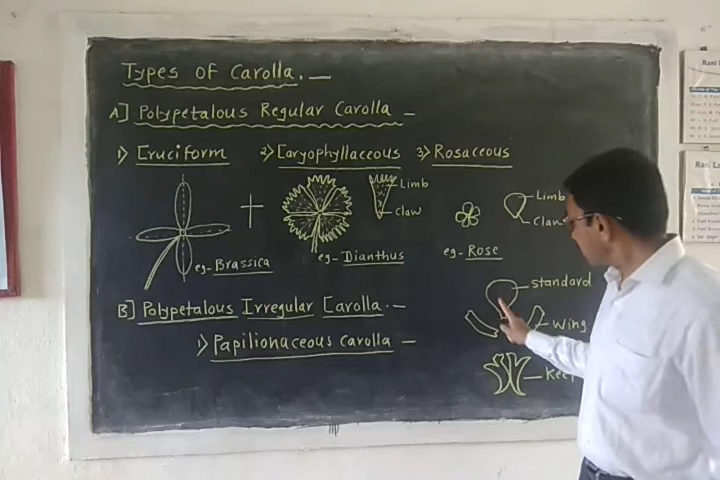 Types of Carolla.
A] Polypetalous Regular Carolla -
1) Cruciform 2) Caryophyllaceous 3) Rosaceous
Limb
Claw
Limb
Claw
eg- Brassica
eg- Dianthus
eg- Rose
B] Polypetalous Irregular Carolla. -
1) Papilionaceous carolla -
standard
Wing
Keel